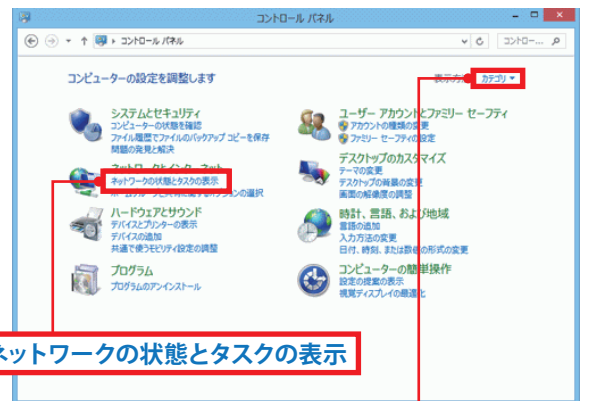 コントロール パネル
コントロール パネル
コントロー...
コンピューターの設定を調整します
カテゴリ
システムとセキュリティ
コンピューターの状態を確認
ファイル履歴でファイルのバックアップ コピーを保存
問題の発見と解決
ネットワークの状態とタスクの表示
ハードウェアとサウンド
デバイスとプリンターの表示
デバイスの追加
共通で使うモビリティ設定の調整
プログラム
プログラムのアンインストール
ユーザー アカウントとファミリー セーフティ
アカウントの種類の変更
ファミリー セーフティの設定
デスクトップのカスタマイズ
テーマの変更
デスクトップの背景の変更
画面の解像度の調整
時計、言語、および地域
言語の追加
入力方法の変更
日付、時刻、または数値の形式の変更
コンピューターの簡単操作
設定の提案の表示
視覚ディスプレイの最適化
ネットワークの状態とタスクの表示